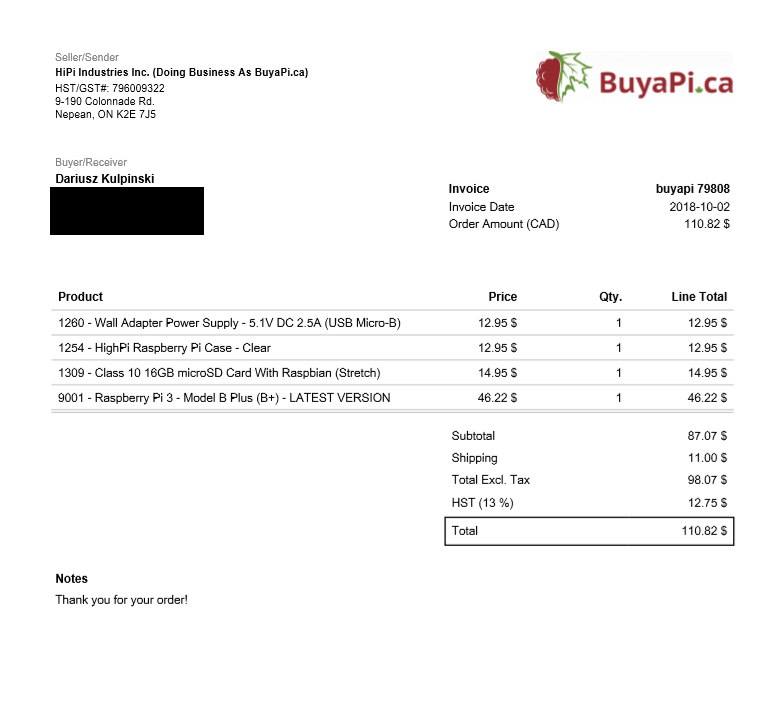 Seller/Sender
HiPi Industries Inc. (Doing Business As BuyaPi.ca)
HST/GST#: 796009322
9-190 Colonnade Rd.
Nepean, ON K2E 7J5
BuyaPi.ca
Buyer/Receiver
Dariusz Kulpinski
Invoice buyapi 79808
Invoice Date 2018-10-02
Order Amount (CAD) 110.82 $
Product Price Qty. Line Total
1260 - Wall Adapter Power Supply - 5.1V DC 2.5A (USB Micro-B) 12.95 $ 1 12.95 $
1254 - HighPi Raspberry Pi Case - Clear 12.95 $ 1 12.95 $
1309 - Class 10 16GB microSD Card With Raspbian (Stretch) 14.95 $ 1 14.95 $
9001 - Raspberry Pi 3 - Model B Plus (B+) - LATEST VERSION 46.22 $ 1 46.22 $
Subtotal 87.07 $
Shipping 11.00 $
Total Excl. Tax 98.07 $
HST (13 %) 12.75 $
Total 110.82 $
Notes
Thank you for your order!